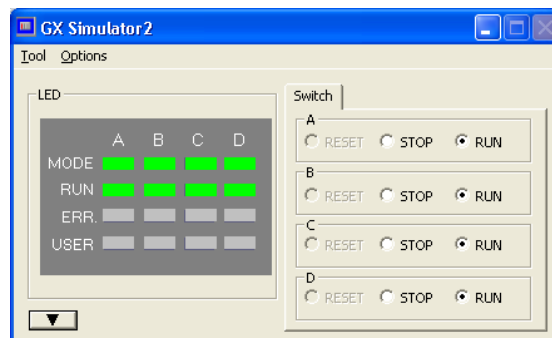 GX Simulator2
Tool Options
LED
A B C D
MODE
RUN
ERR.
USER
▼
Switch
A
RESET STOP RUN
B
RESET STOP RUN
C
RESET STOP RUN
D
RESET STOP RUN